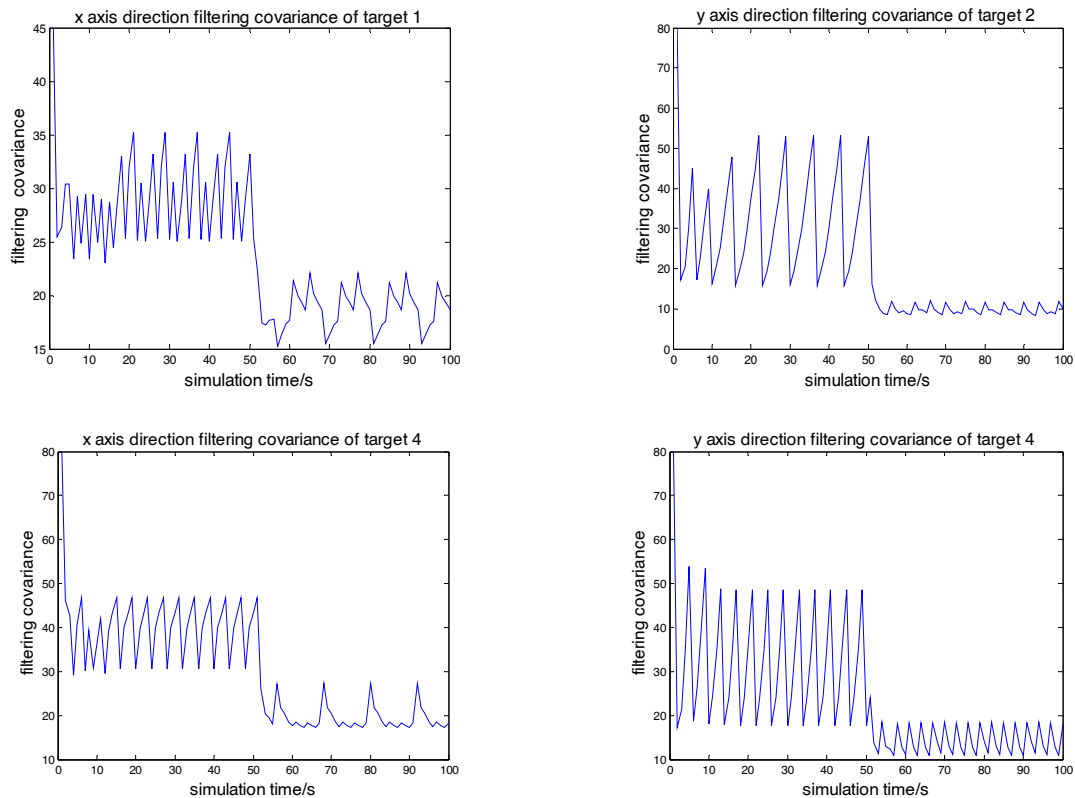 x axis direction filtering covariance of target 1
45
40
35
30
25
20
15
filtering covariance
0 10 20 30 40 50 60 70 80 90 100
simulation time/s
y axis direction filtering covariance of target 2
80
70
60
50
40
30
20
10
0
filtering covariance
0 10 20 30 40 50 60 70 80 90 100
simulation time/s
x axis direction filtering covariance of target 4
80
70
60
50
40
30
20
10
filtering covariance
0 10 20 30 40 50 60 70 80 90 100
simulation time/s
y axis direction filtering covariance of target 4
80
70
60
50
40
30
20
10
filtering covariance
0 10 20 30 40 50 60 70 80 90 100
simulation time/s